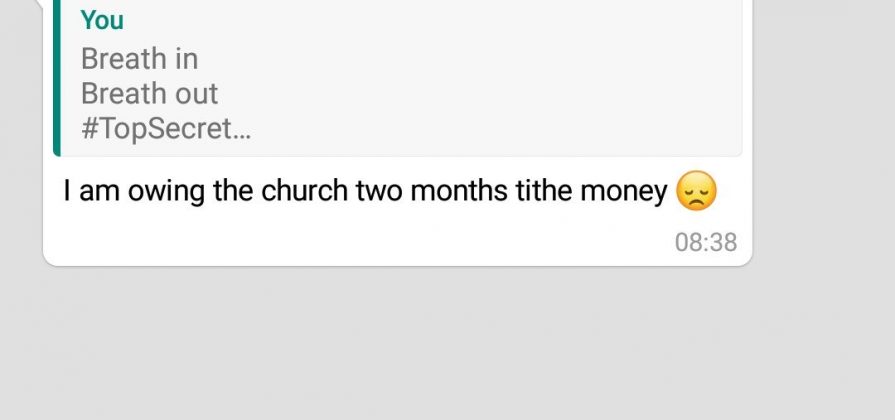 You
Breath in
Breath out
#TopSecret...
I am owing the church two months tithe money 😞
08:38